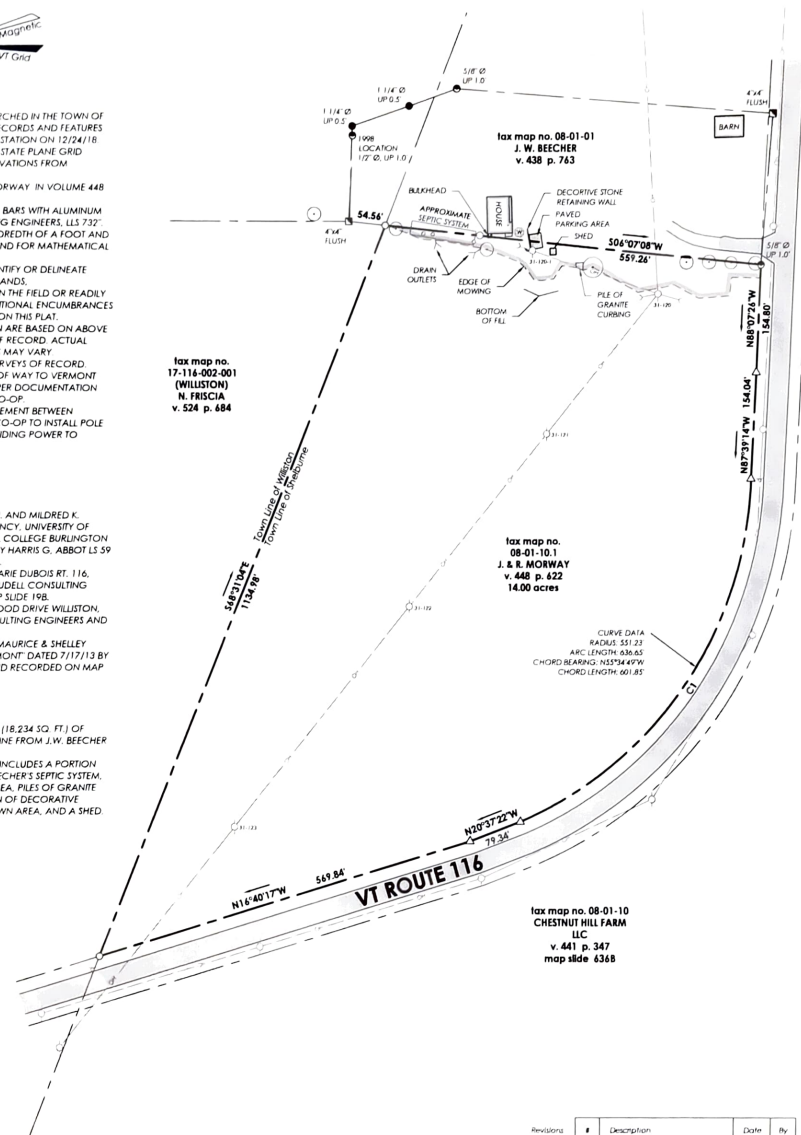 Magnetic
VT Grid
RCHED IN THE TOWN OF
ECORDS AND FEATURES
STATION ON 12/24/18.
STATE PLANE GRID
VATIONS FROM
ORWAY IN VOLUME 448
BARS WITH ALUMINUM
G ENGINEERS, LLS 732".
DREDTH OF A FOOT AND
ND FOR MATHEMATICAL
NTIFY OR DELINEATE
ANDS,
N THE FIELD OR READILY
TIONAL ENCUMBRANCES
ON THIS PLAT.
N ARE BASED ON ABOVE
F RECORD. ACTUAL
MAY VARY
RVEYS OF RECORD.
OF WAY TO VERMONT
PER DOCUMENTATION
O-OP.
EMENT BETWEEN
O-OP TO INSTALL POLE
IDING POWER TO
. AND MILDRED K.
NCY, UNIVERSITY OF
COLLEGE BURLINGTON
Y HARRIS G. ABBOT LS 59
ARIE DUBOIS RT. 116,
UDELL CONSULTING
P SLIDE 19B.
OOD DRIVE WILLISTON,
ULTING ENGINEERS AND
MAURICE & SHELLEY
MONT" DATED 7/17/13 BY
D RECORDED ON MAP
(18,234 SQ. FT.) OF
INE FROM J.W. BEECHER
INCLUDES A PORTION
ECHER'S SEPTIC SYSTEM,
EA, PILES OF GRANITE
N OF DECORATIVE
WN AREA, AND A SHED.
5/8" Ø
UP 1.0'
1 1/4" Ø
UP 0.5'
1 1/4" Ø
UP 0.5'
1998
LOCATION
1/2" Ø, UP 1.0'
4"x4"
FLUSH
BARN
tax map no. 08-01-01
J. W. BEECHER
v. 438 p. 763
BULKHEAD
HOUSE
DECORTIVE STONE
RETAINING WALL
PAVED
PARKING AREA
SHED
APPROXIMATE
SEPTIC SYSTEM
54.56'
4"x4"
FLUSH
S06°07'08"W
559.26'
5/8" Ø
UP 1.0'
31-120-1
DRAIN
OUTLETS
EDGE OF
MOWING
BOTTOM
OF FILL
PILE OF
GRANITE
CURBING
31-120
N88°07'26"W
154.80'
N87°39'14"W
154.04'
tax map no.
17-116-002-001
(WILLISTON)
N. FRISCIA
v. 524 p. 684
31-121
Town Line of Williston
Town Line of Shelburne
S68°31'04"E
1134.98'
tax map no.
08-01-10.1
J. & R. MORWAY
v. 448 p. 622
14.00 acres
31-122
CURVE DATA
RADIUS: 551.23'
ARC LENGTH: 636.65'
CHORD BEARING: N55°34'49"W
CHORD LENGTH: 601.85'
C1
31-123
N20°37'22"W
79.34'
N16°40'17"W
569.84'
VT ROUTE 116
tax map no. 08-01-10
CHESTNUT HILL FARM
LLC
v. 441 p. 347
map slide 636B
Revisions # Description Date By